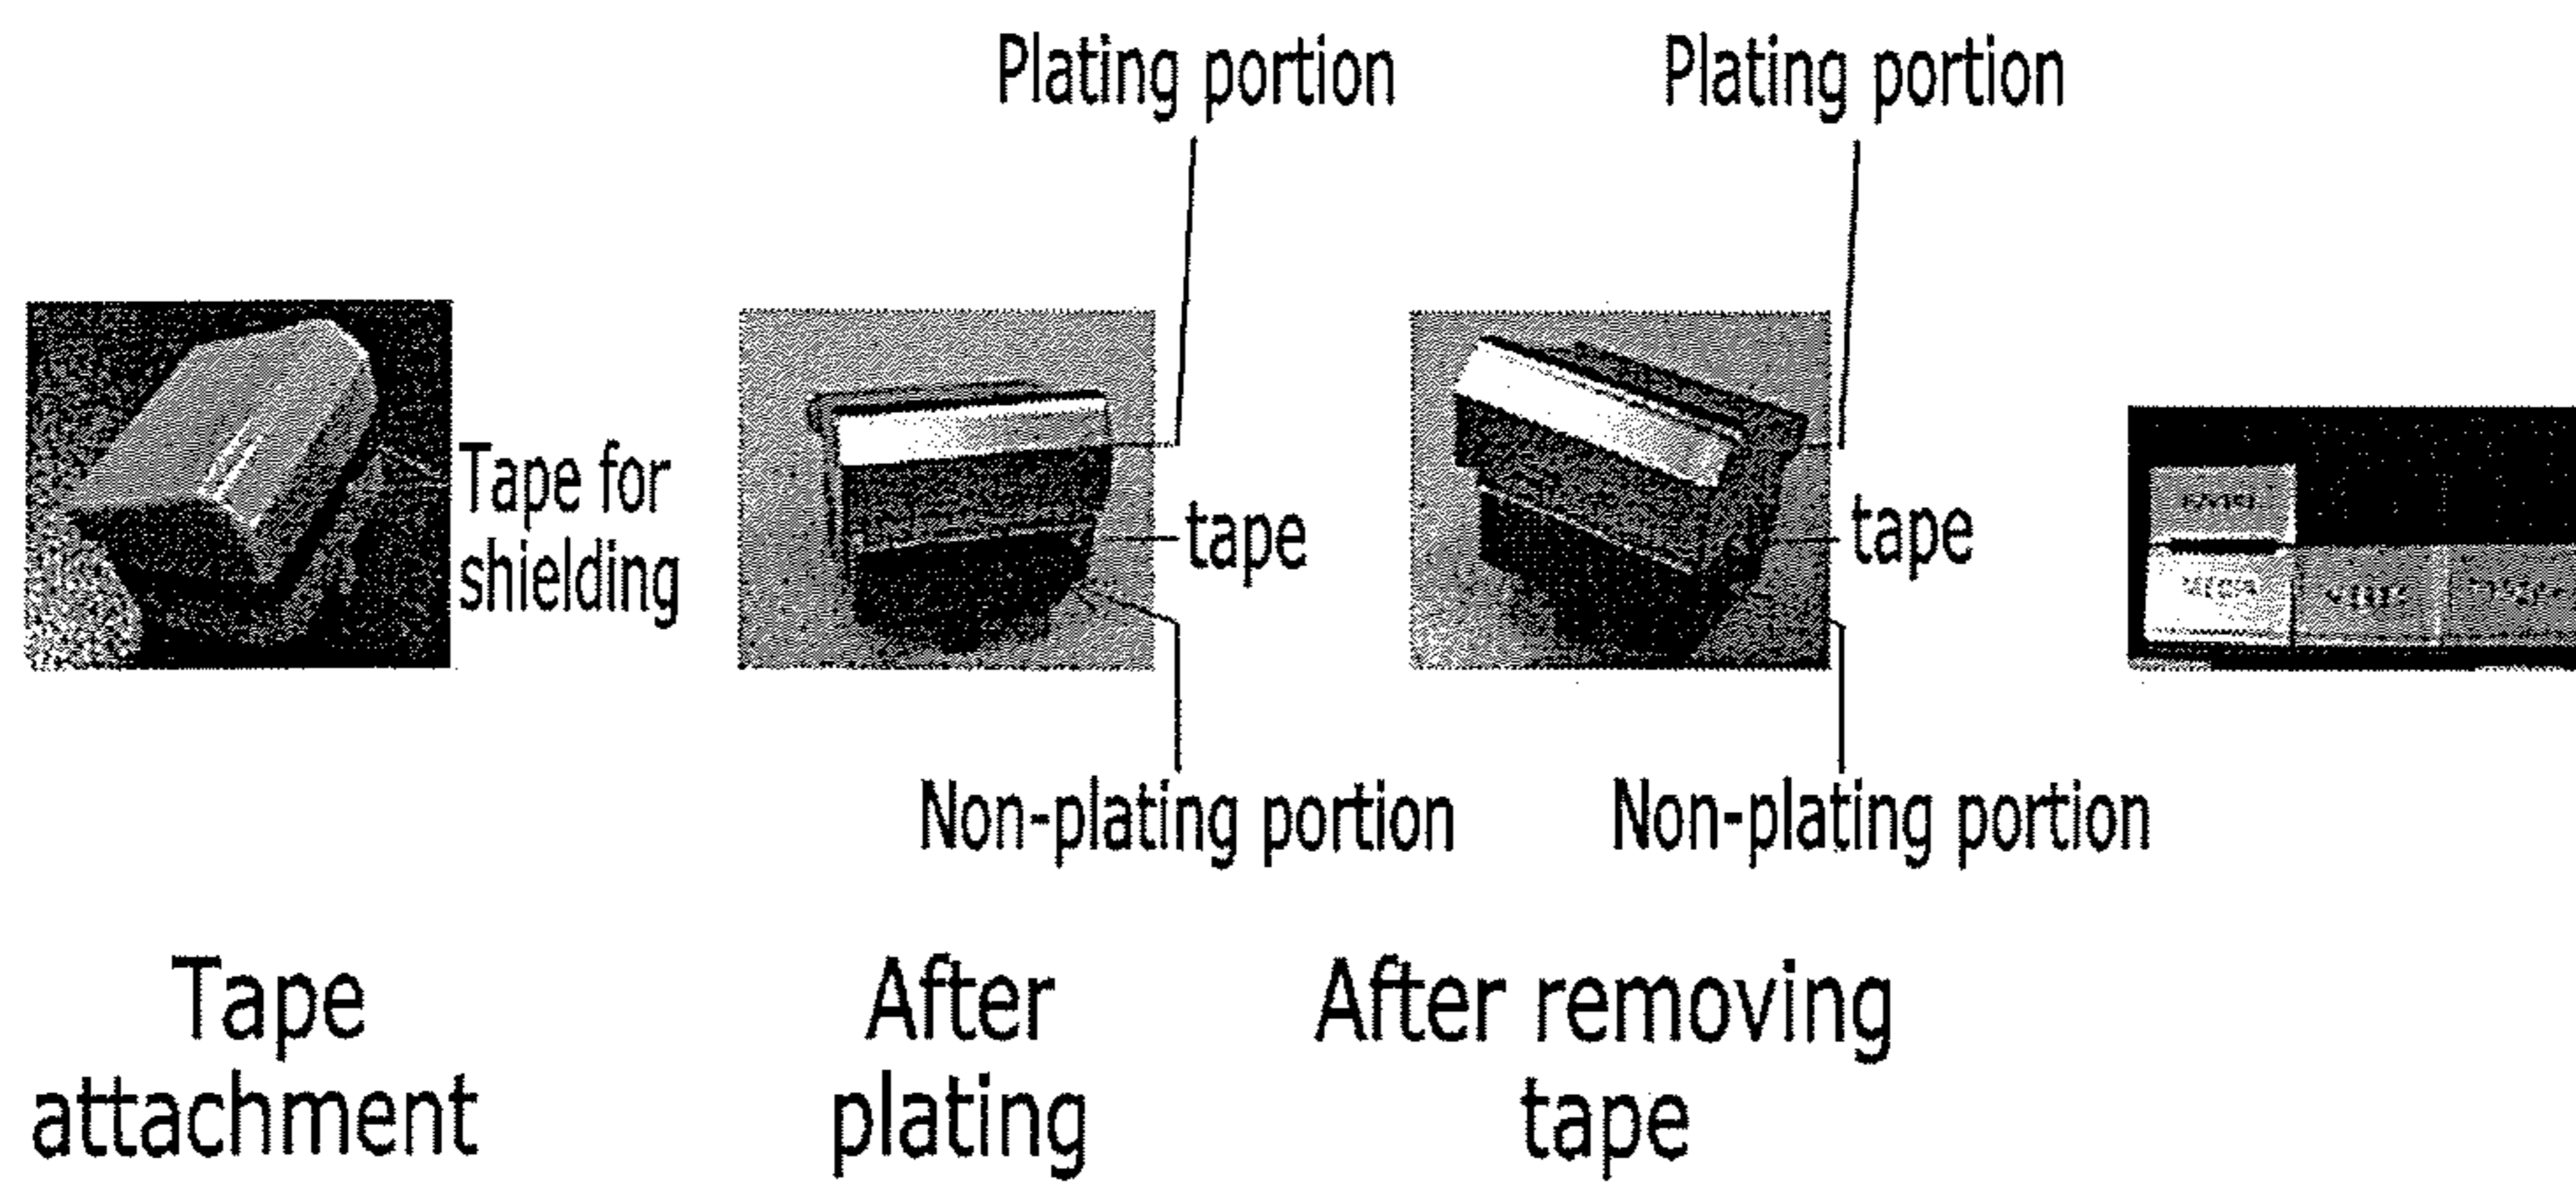 Plating portion
Plating portion
Tape for
shielding
tape
tape
Non-plating portion
Non-plating portion
Tape
attachment
After
plating
After removing
tape